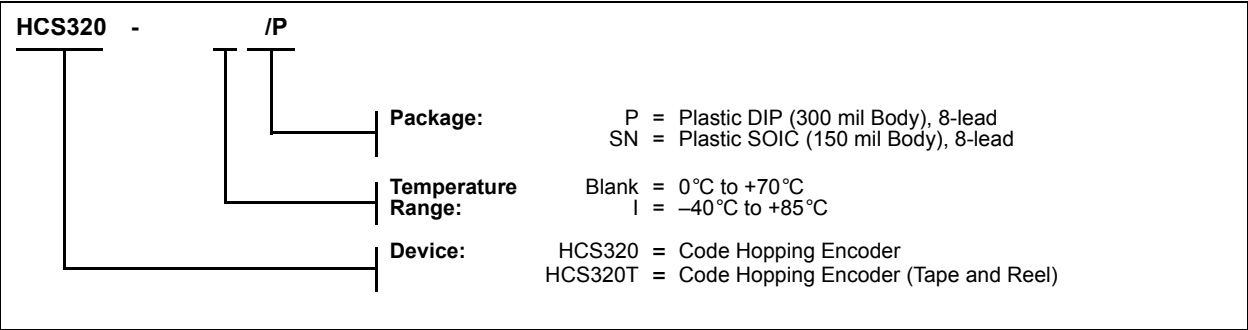 HCS320 - /P
Package: P = Plastic DIP (300 mil Body), 8-lead
SN = Plastic SOIC (150 mil Body), 8-lead
Temperature Blank = 0°C to +70°C
Range: I = –40°C to +85°C
Device: HCS320 = Code Hopping Encoder
HCS320T = Code Hopping Encoder (Tape and Reel)